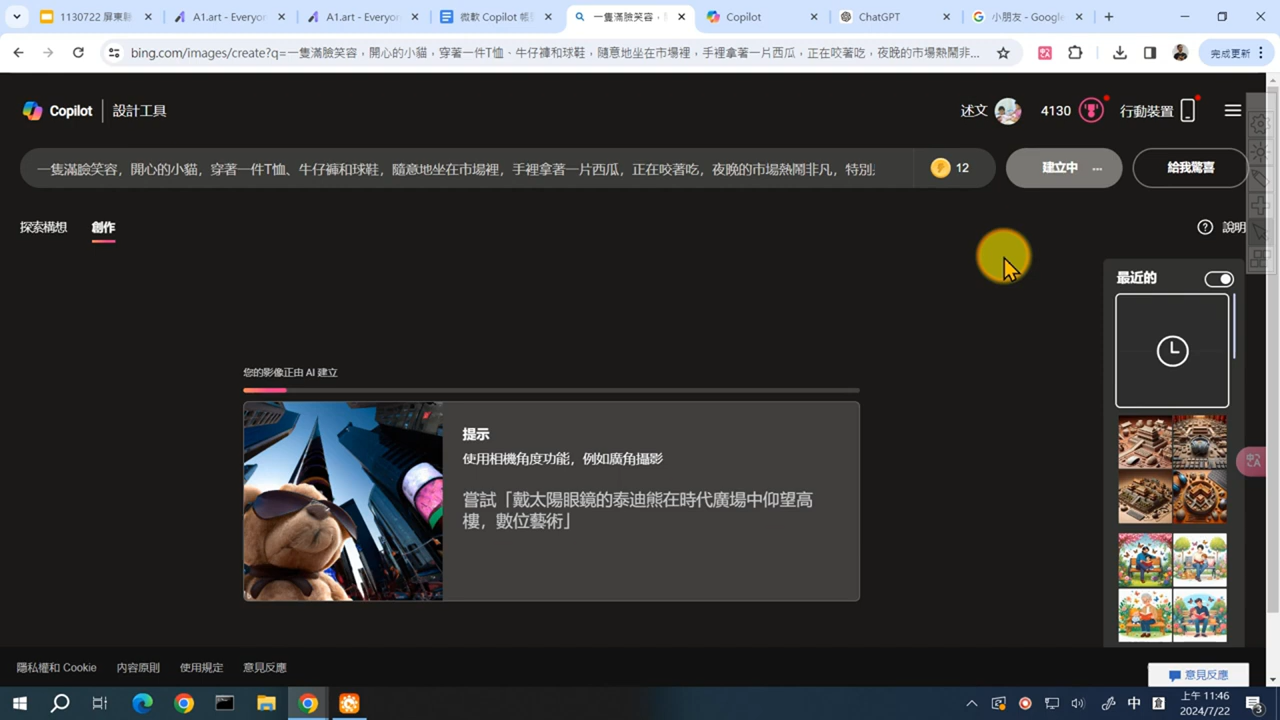 1130722 屏東縣
A1.art - Everyon
A1.art - Everyon
微軟 Copilot 帳
一隻滿臉笑容，
Copilot
ChatGPT
小朋友 - Google
bing.com/images/create?q=一隻滿臉笑容，開心的小貓，穿著一件T恤、牛仔褲和球鞋，隨意地坐在市場裡，手裡拿著一片西瓜，正在咬著吃，夜晚的市場熱鬧非...
完成更新
Copilot
設計工具
述文
4130
行動裝置
一隻滿臉笑容，開心的小貓，穿著一件T恤、牛仔褲和球鞋，隨意地坐在市場裡，手裡拿著一片西瓜，正在咬著吃，夜晚的市場熱鬧非凡，特別
12
建立中 ...
給我驚喜
探索構想
創作
說明
最近的
您的影像正由 AI 建立
提示
使用相機角度功能，例如廣角攝影
嘗試「戴太陽眼鏡的泰迪熊在時代廣場中仰望高
樓，數位藝術」
隱私權和 Cookie
內容原則
使用規定
意見反應
意見反應
中
上午 11:46
2024/7/22
3